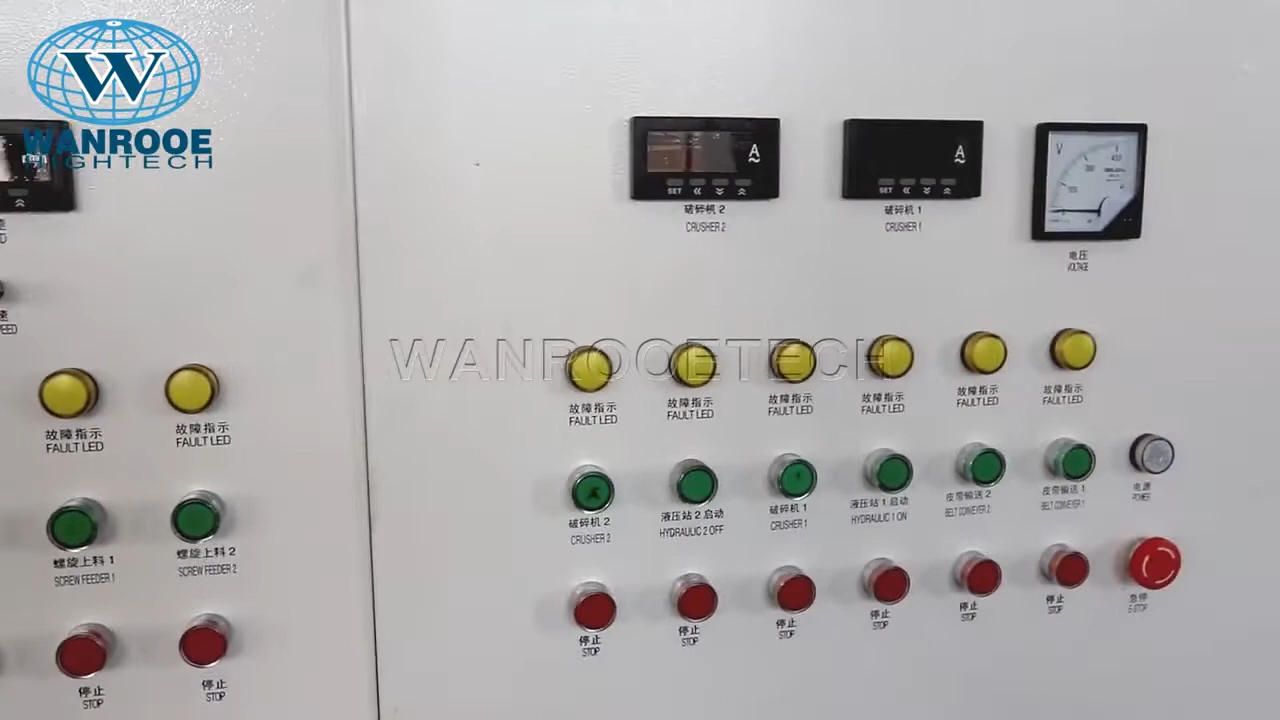 W
WANROOE
HIGHTECH
A
SET
破碎机 2
CRUSHER 2
A
SET
破碎机 1
CRUSHER 1
V
电压
VOLTAGE
WANROOETECH
故障指示
FAULT LED
故障指示
FAULT LED
故障指示
FAULT LED
故障指示
FAULT LED
故障指示
FAULT LED
故障指示
FAULT LED
故障指示
FAULT LED
故障指示
FAULT LED
螺旋上料 1
SCREW FEEDER 1
螺旋上料 2
SCREW FEEDER 2
破碎机 2
CRUSHER 2
液压站 2 启动
HYDRAULIC 2 OFF
破碎机 1
CRUSHER 1
液压站 1 启动
HYDRAULIC 1 ON
皮带输送 2
BELT CONVEYER 2
皮带输送 1
BELT CONVEYER 1
电源
POWER
停止
STOP
停止
STOP
停止
STOP
停止
STOP
停止
STOP
停止
STOP
停止
STOP
停止
STOP
急停
E-STOP